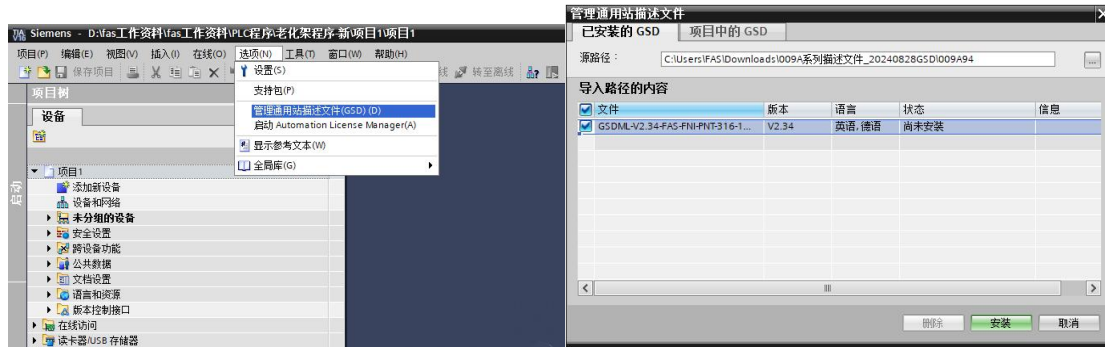 Siemens - D:\fas工作资料\fas工作资料\PLC程序\老化架程序-新\项目1\项目1
项目(P) 编辑(E) 视图(V) 插入(I) 在线(O) 选项(N) 工具(T) 窗口(W) 帮助(H)
保存项目
设置(S)
转至离线
支持包(P)
管理通用站描述文件(GSD) (D)
启动 Automation License Manager(A)
显示参考文本(W)
全局库(G)
项目树
设备
启动
项目1
添加新设备
设备和网络
未分组的设备
安全设置
跨设备功能
公共数据
文档设置
语言和资源
版本控制接口
在线访问
读卡器/USB 存储器
管理通用站描述文件
已安装的 GSD 项目中的 GSD
源路径: C:\Users\FAS\Downloads\009A系列描述文件_20240828GSD\009A94
导入路径的内容
文件 版本 语言 状态 信息
GSDML-V2.34-FAS-FNI-PNT-316-1... V2.34 英语,德语 尚未安装
删除 安装 取消